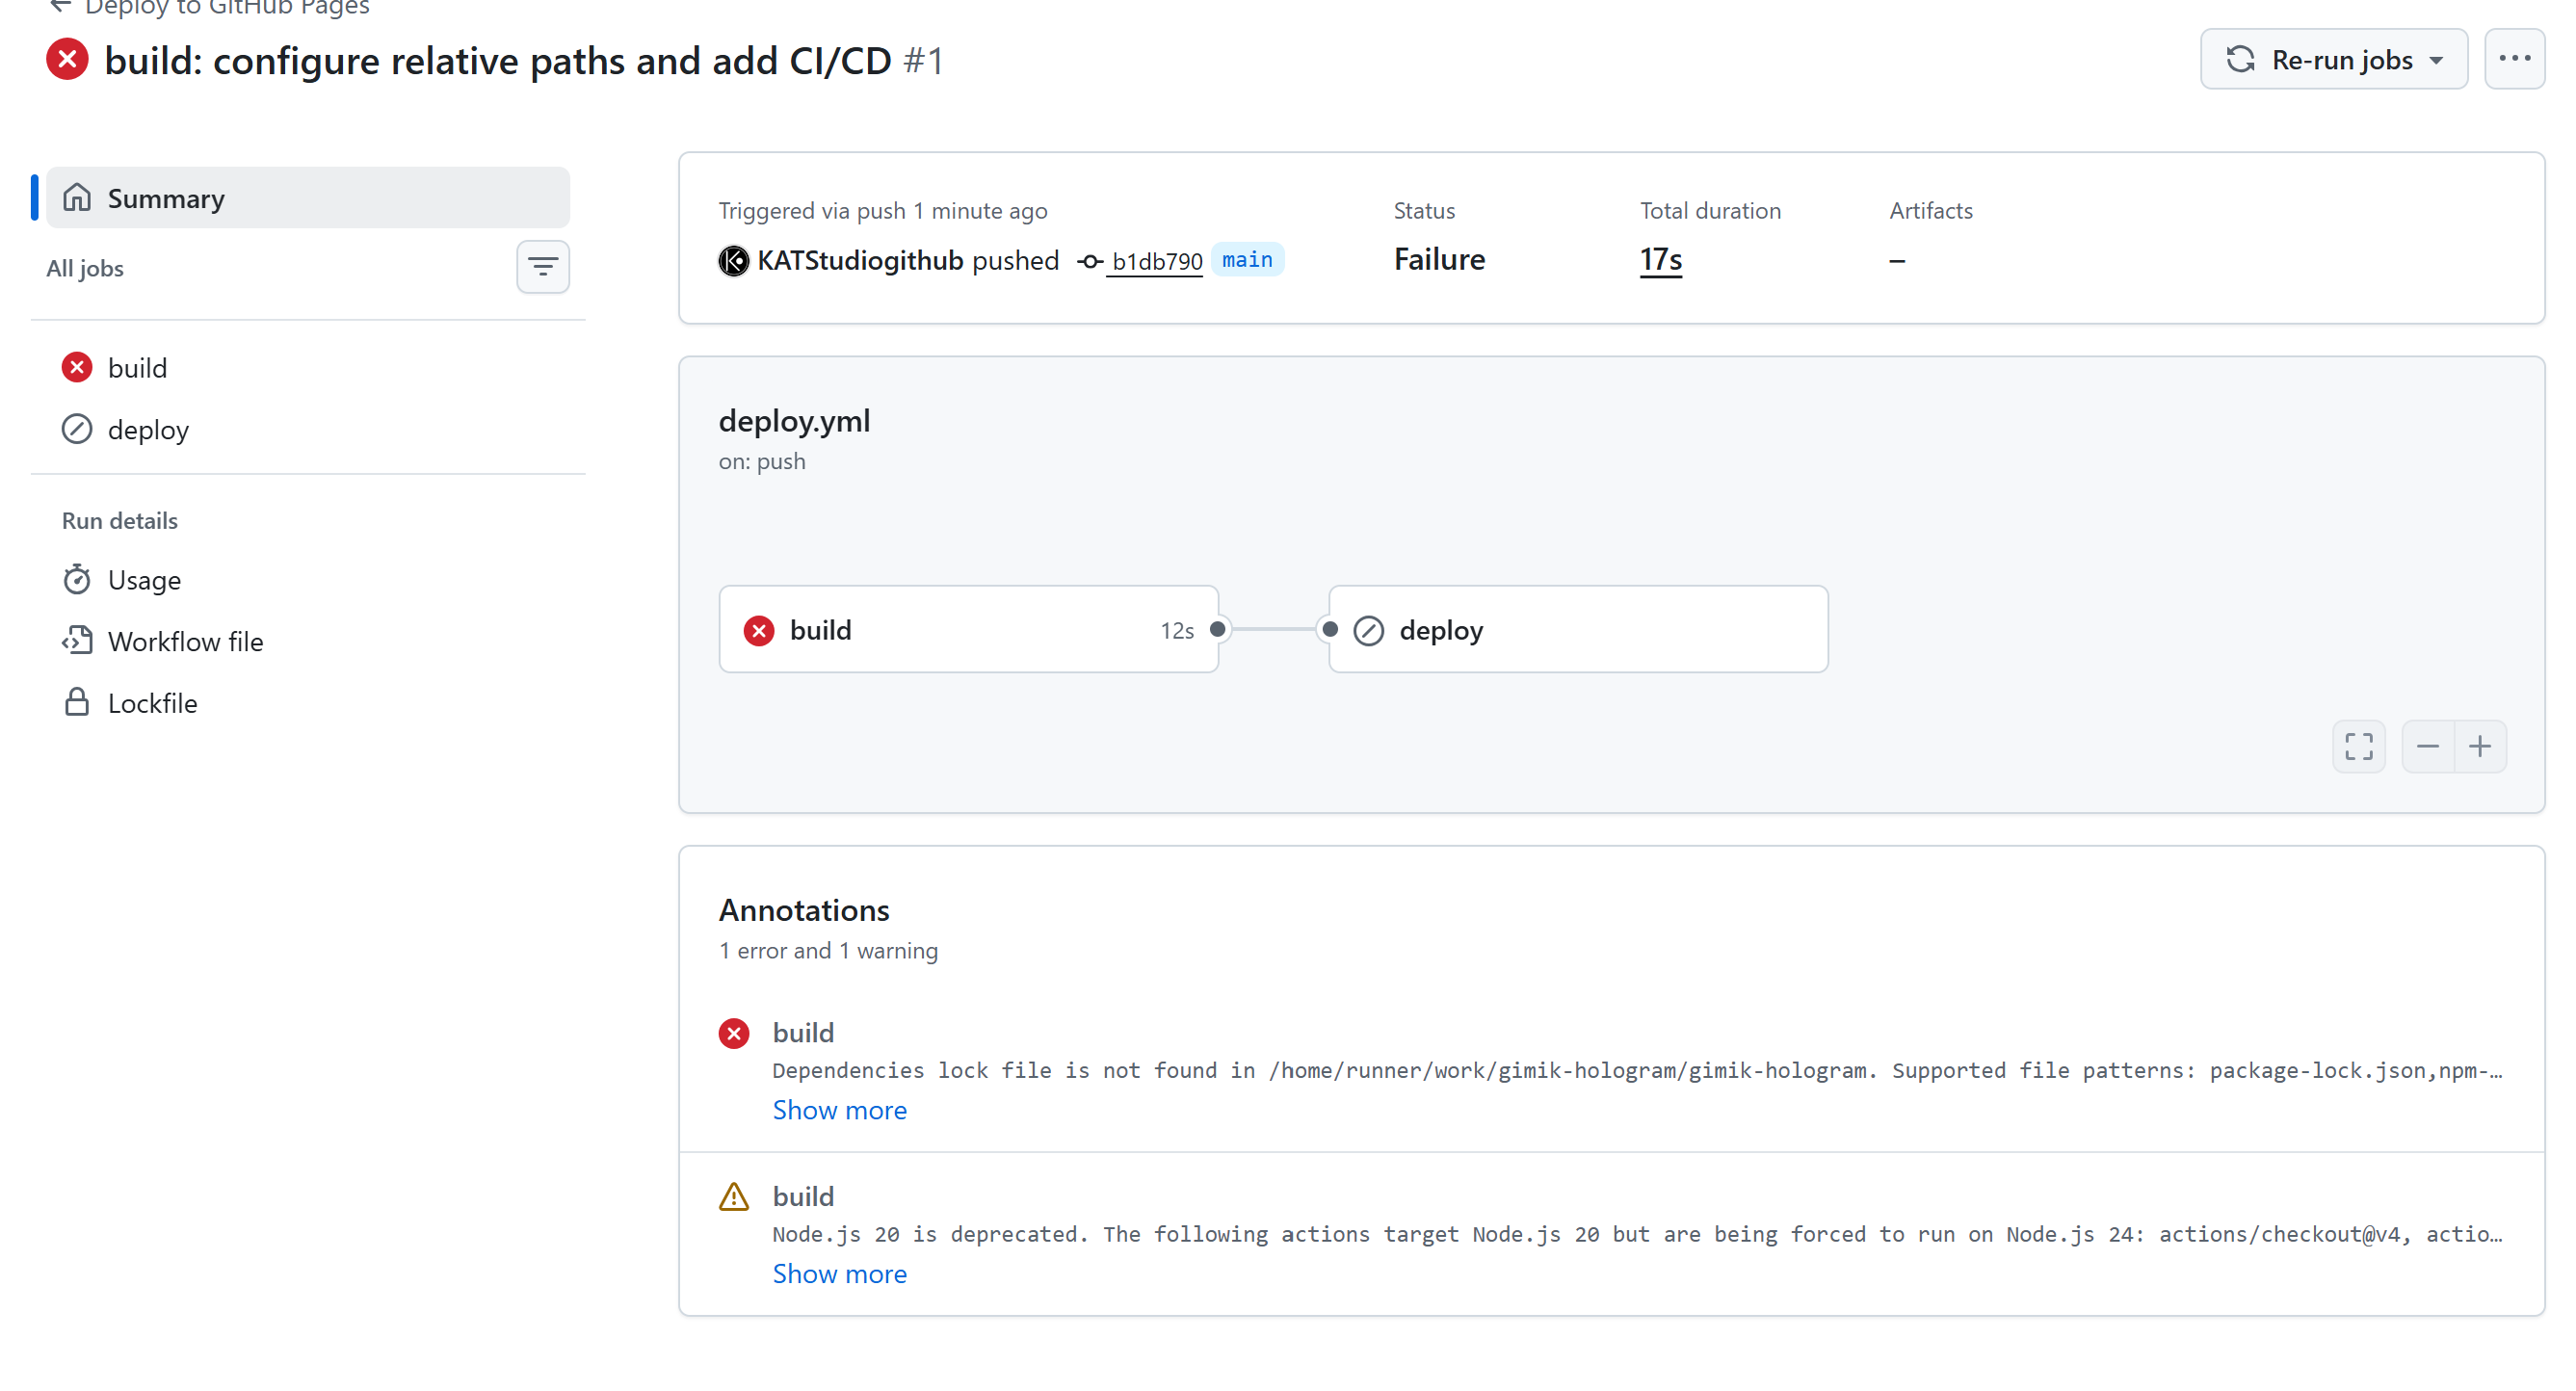 Deploy to GitHub Pages
build: configure relative paths and add CI/CD #1
Re-run jobs
Summary
All jobs
build
deploy
Run details
Usage
Workflow file
Lockfile
Triggered via push 1 minute ago
KATStudiogithub pushed b1db790 main
Status
Failure
Total duration
17s
Artifacts
–
deploy.yml
on: push
build 12s
deploy
Annotations
1 error and 1 warning
build
Dependencies lock file is not found in /home/runner/work/gimik-hologram/gimik-hologram. Supported file patterns: package-lock.json,npm-…
Show more
build
Node.js 20 is deprecated. The following actions target Node.js 20 but are being forced to run on Node.js 24: actions/checkout@v4, actio…
Show more